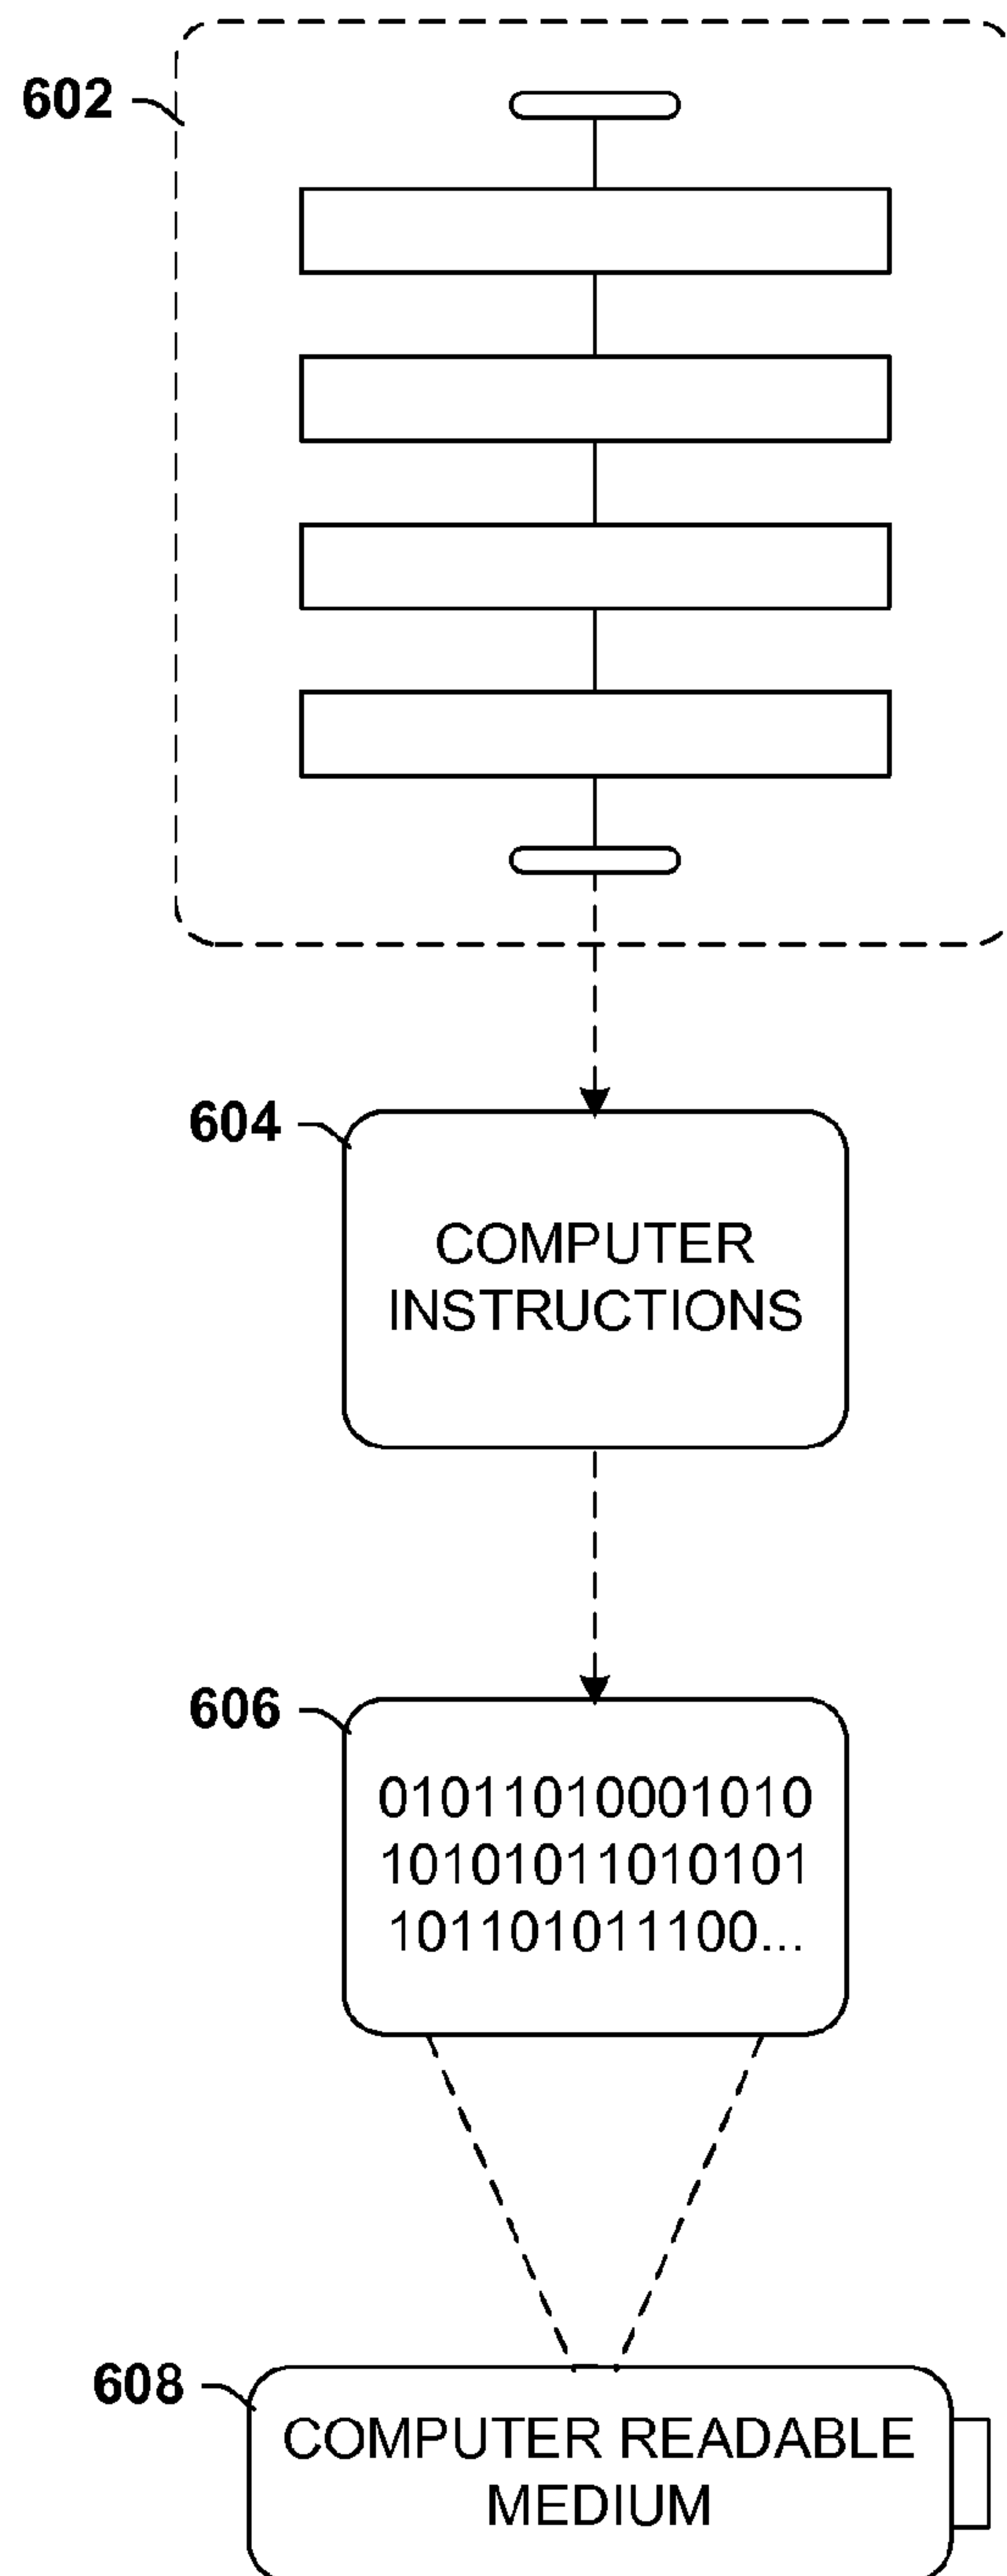 602
604
COMPUTER
INSTRUCTIONS
606
01011010001010
10101011010101
101101011100...
608
COMPUTER READABLE
MEDIUM